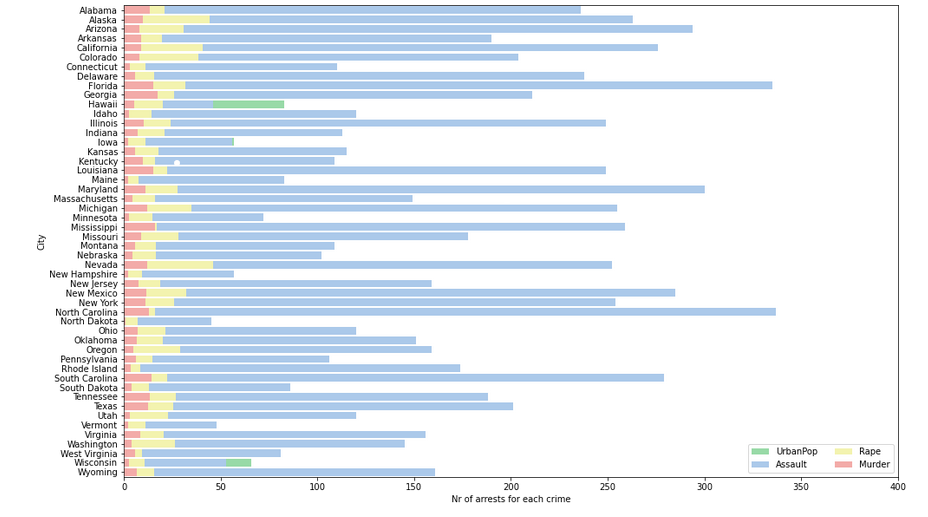 Alabama
Alaska
Arizona
Arkansas
California
Colorado
Connecticut
Delaware
Florida
Georgia
Hawaii
Idaho
Illinois
Indiana
Iowa
Kansas
Kentucky
Louisiana
Maine
Maryland
Massachusetts
Michigan
Minnesota
Mississippi
Missouri
Montana
Nebraska
Nevada
New Hampshire
New Jersey
New Mexico
New York
North Carolina
North Dakota
Ohio
Oklahoma
Oregon
Pennsylvania
Rhode Island
South Carolina
South Dakota
Tennessee
Texas
Utah
Vermont
Virginia
Washington
West Virginia
Wisconsin
Wyoming
City
UrbanPop Rape
Assault Murder
0 50 100 150 200 250 300 350 400
Nr of arrests for each crime